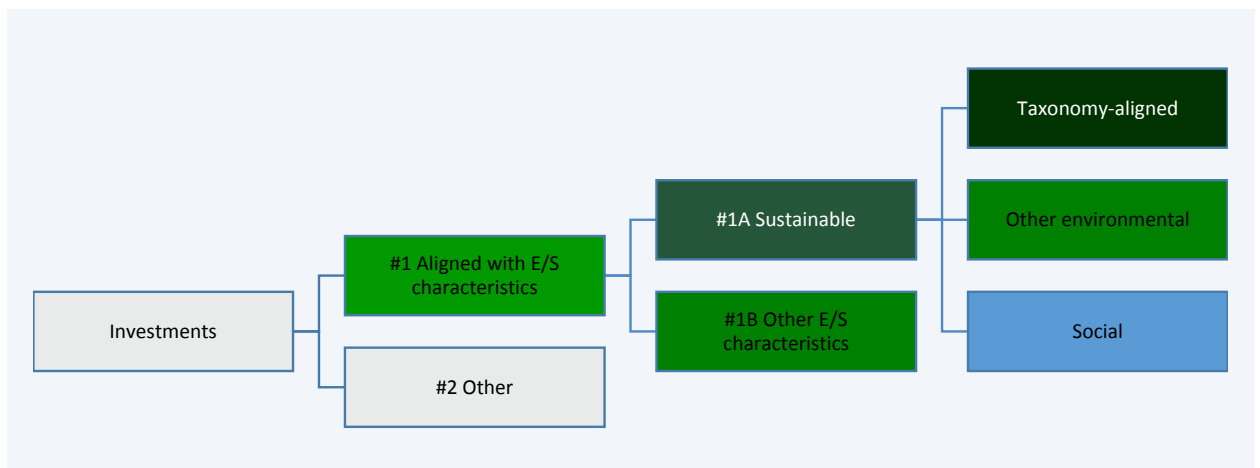 Investments
#1 Aligned with E/S
characteristics
#2 Other
#1A Sustainable
#1B Other E/S
characteristics
Taxonomy-aligned
Other environmental
Social